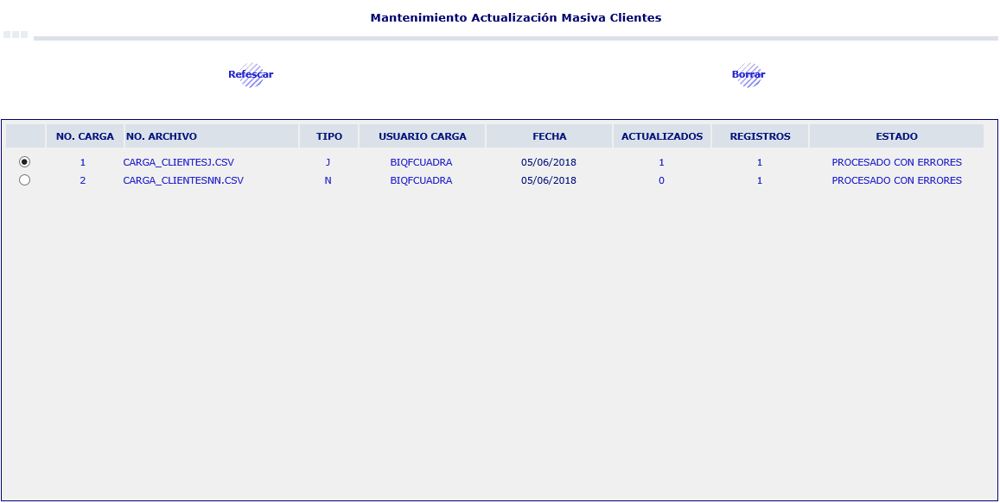 Mantenimiento Actualización Masiva Clientes
Refescar Borrar
NO. CARGA NO. ARCHIVO TIPO USUARIO CARGA FECHA ACTUALIZADOS REGISTROS ESTADO
1 CARGA_CLIENTESJ.CSV J BIQFCUADRA 05/06/2018 1 1 PROCESADO CON ERRORES
2 CARGA_CLIENTESNN.CSV N BIQFCUADRA 05/06/2018 0 1 PROCESADO CON ERRORES